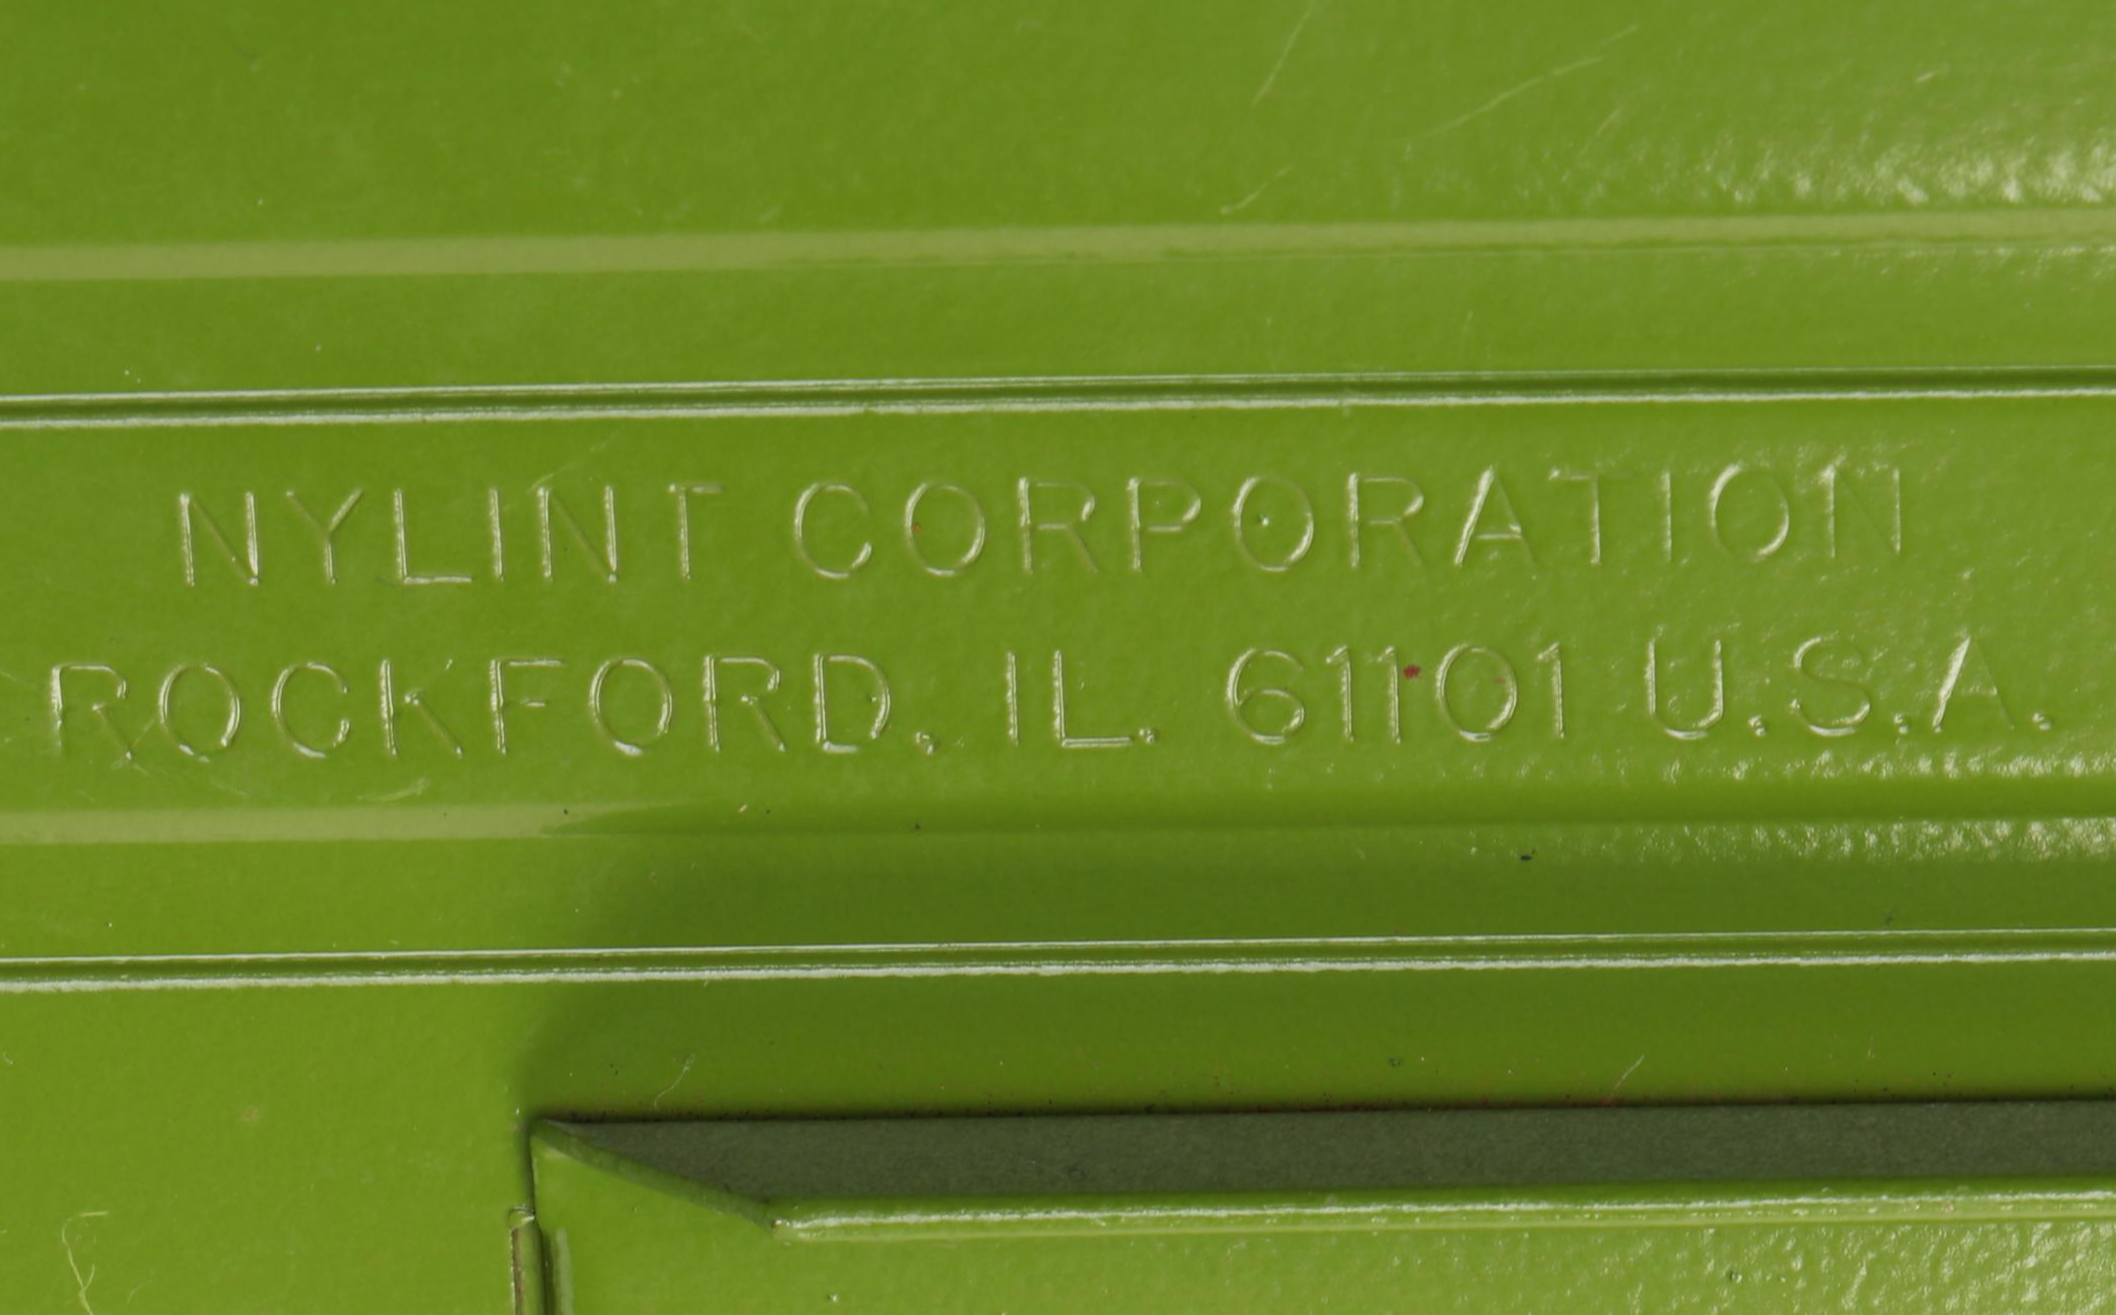 NYLINT CORPORATION
ROCKFORD, IL. 61101 U.S.A.